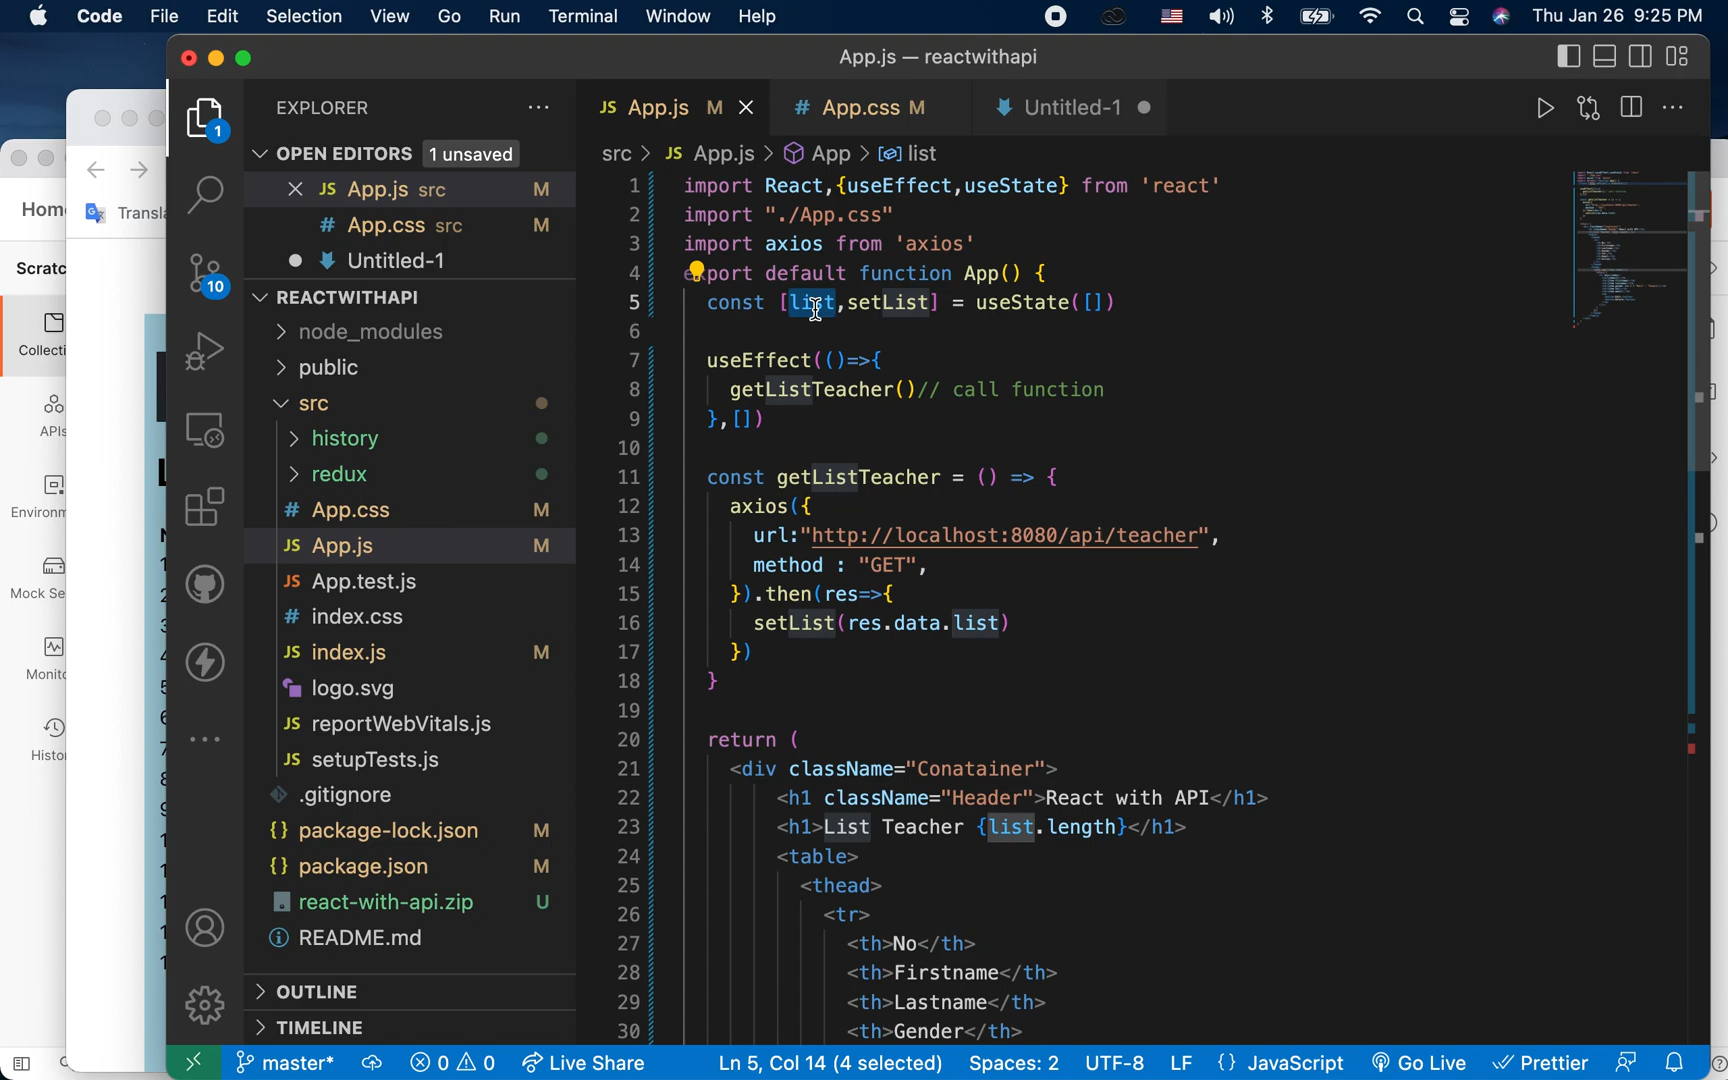 Code File Edit Selection View Go Run Terminal Window Help Thu Jan 26 9:25 PM
App.js — reactwithapi
EXPLORER
OPEN EDITORS 1 unsaved
JS App.js src M
# App.css src M
Untitled-1
REACTWITHAPI
node_modules
public
src
history
redux
# App.css M
JS App.js M
JS App.test.js
# index.css
JS index.js M
logo.svg
JS reportWebVitals.js
JS setupTests.js
.gitignore
{} package-lock.json M
{} package.json M
react-with-api.zip U
README.md
OUTLINE
TIMELINE
1
10
JS App.js M # App.css M Untitled-1
src > JS App.js > App > list
1 import React,{useEffect,useState} from 'react'
2 import "./App.css"
3 import axios from 'axios'
4 export default function App() {
5 const [list,setList] = useState([])
6
7 useEffect(()=>{
8 getListTeacher()// call function
9 },[])
10
11 const getListTeacher = () => {
12 axios({
13 url:"http://localhost:8080/api/teacher",
14 method : "GET",
15 }).then(res=>{
16 setList(res.data.list)
17 })
18 }
19
20 return (
21 <div className="Conatainer">
22 <h1 className="Header">React with API</h1>
23 <h1>List Teacher {list.length}</h1>
24 <table>
25 <thead>
26 <tr>
27 <th>No</th>
28 <th>Firstname</th>
29 <th>Lastname</th>
30 <th>Gender</th>
master* 0 0 Live Share Ln 5, Col 14 (4 selected) Spaces: 2 UTF-8 LF {} JavaScript Go Live Prettier